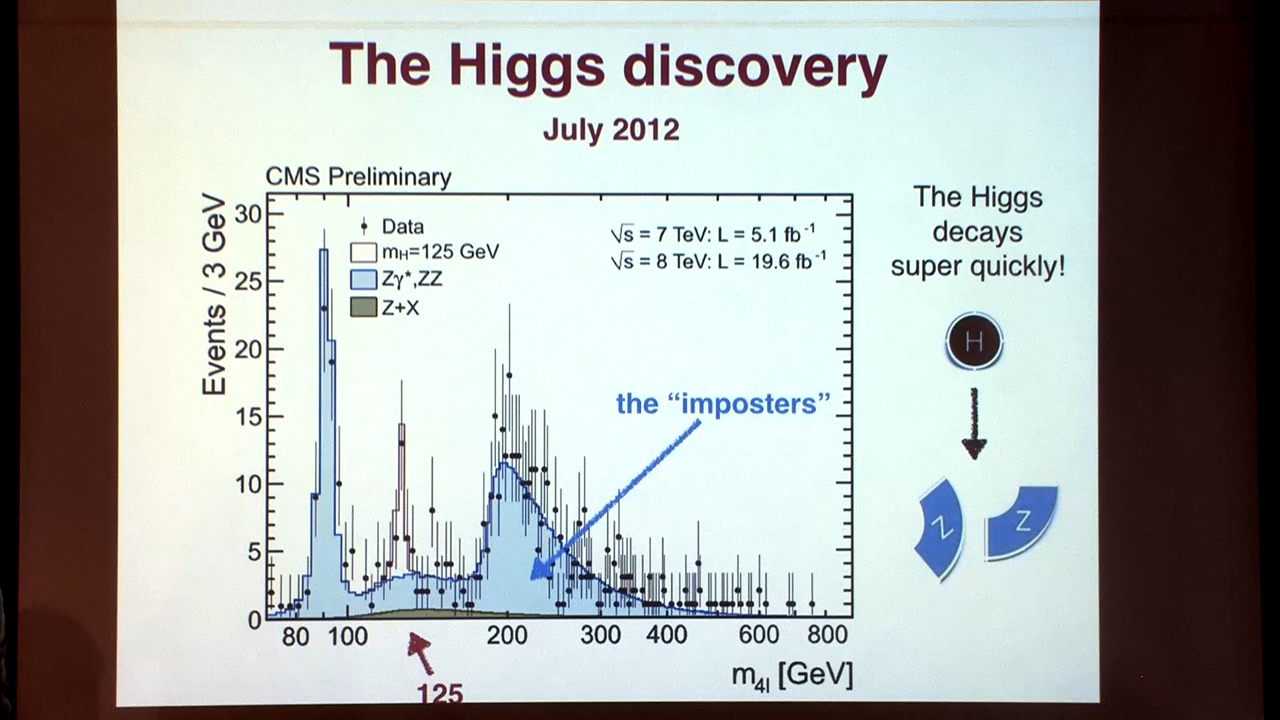 The Higgs discovery
July 2012
CMS Preliminary
Events / 3 GeV
30
25
20
15
10
5
0
Data
mH=125 GeV
Zγ*,ZZ
Z+X
√s = 7 TeV: L = 5.1 fb-1
√s = 8 TeV: L = 19.6 fb-1
the “imposters”
80 100 200 300 400 600 800
m4l [GeV]
125
The Higgs
decays
super quickly!
H
Z Z